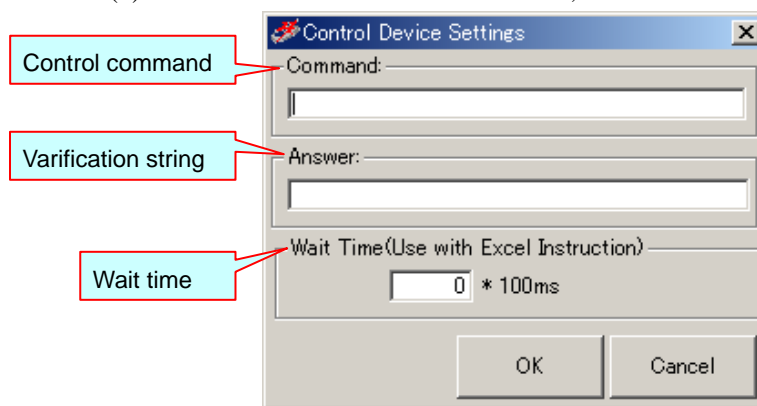 Control Device Settings
Control command
Command:
Varification string
Answer:
Wait Time(Use with Excel Instruction)
Wait time
0 * 100ms
OK Cancel